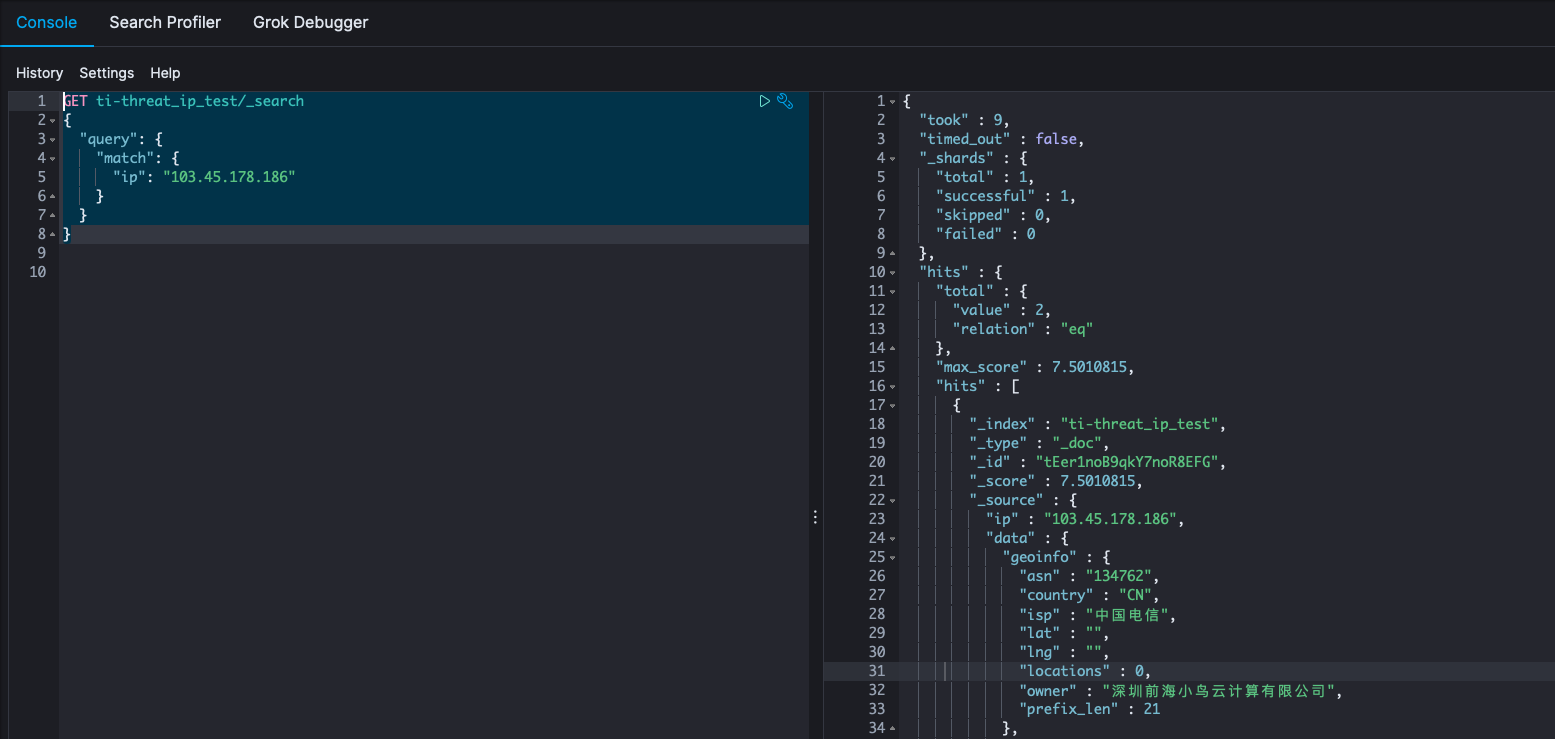 Console Search Profiler Grok Debugger
History Settings Help
1 GET ti-threat_ip_test/_search
2 {
3 "query": {
4 "match": {
5 "ip": "103.45.178.186"
6 }
7 }
8 }
9
10
1 {
2 "took" : 9,
3 "timed_out" : false,
4 "_shards" : {
5 "total" : 1,
6 "successful" : 1,
7 "skipped" : 0,
8 "failed" : 0
9 },
10 "hits" : {
11 "total" : {
12 "value" : 2,
13 "relation" : "eq"
14 },
15 "max_score" : 7.5010815,
16 "hits" : [
17 {
18 "_index" : "ti-threat_ip_test",
19 "_type" : "_doc",
20 "_id" : "tEer1noB9qkY7noR8EFG",
21 "_score" : 7.5010815,
22 "_source" : {
23 "ip" : "103.45.178.186",
24 "data" : {
25 "geoinfo" : {
26 "asn" : "134762",
27 "country" : "CN",
28 "isp" : "中国电信",
29 "lat" : "",
30 "lng" : "",
31 "locations" : 0,
32 "owner" : "深圳前海小鸟云计算有限公司",
33 "prefix_len" : 21
34 },